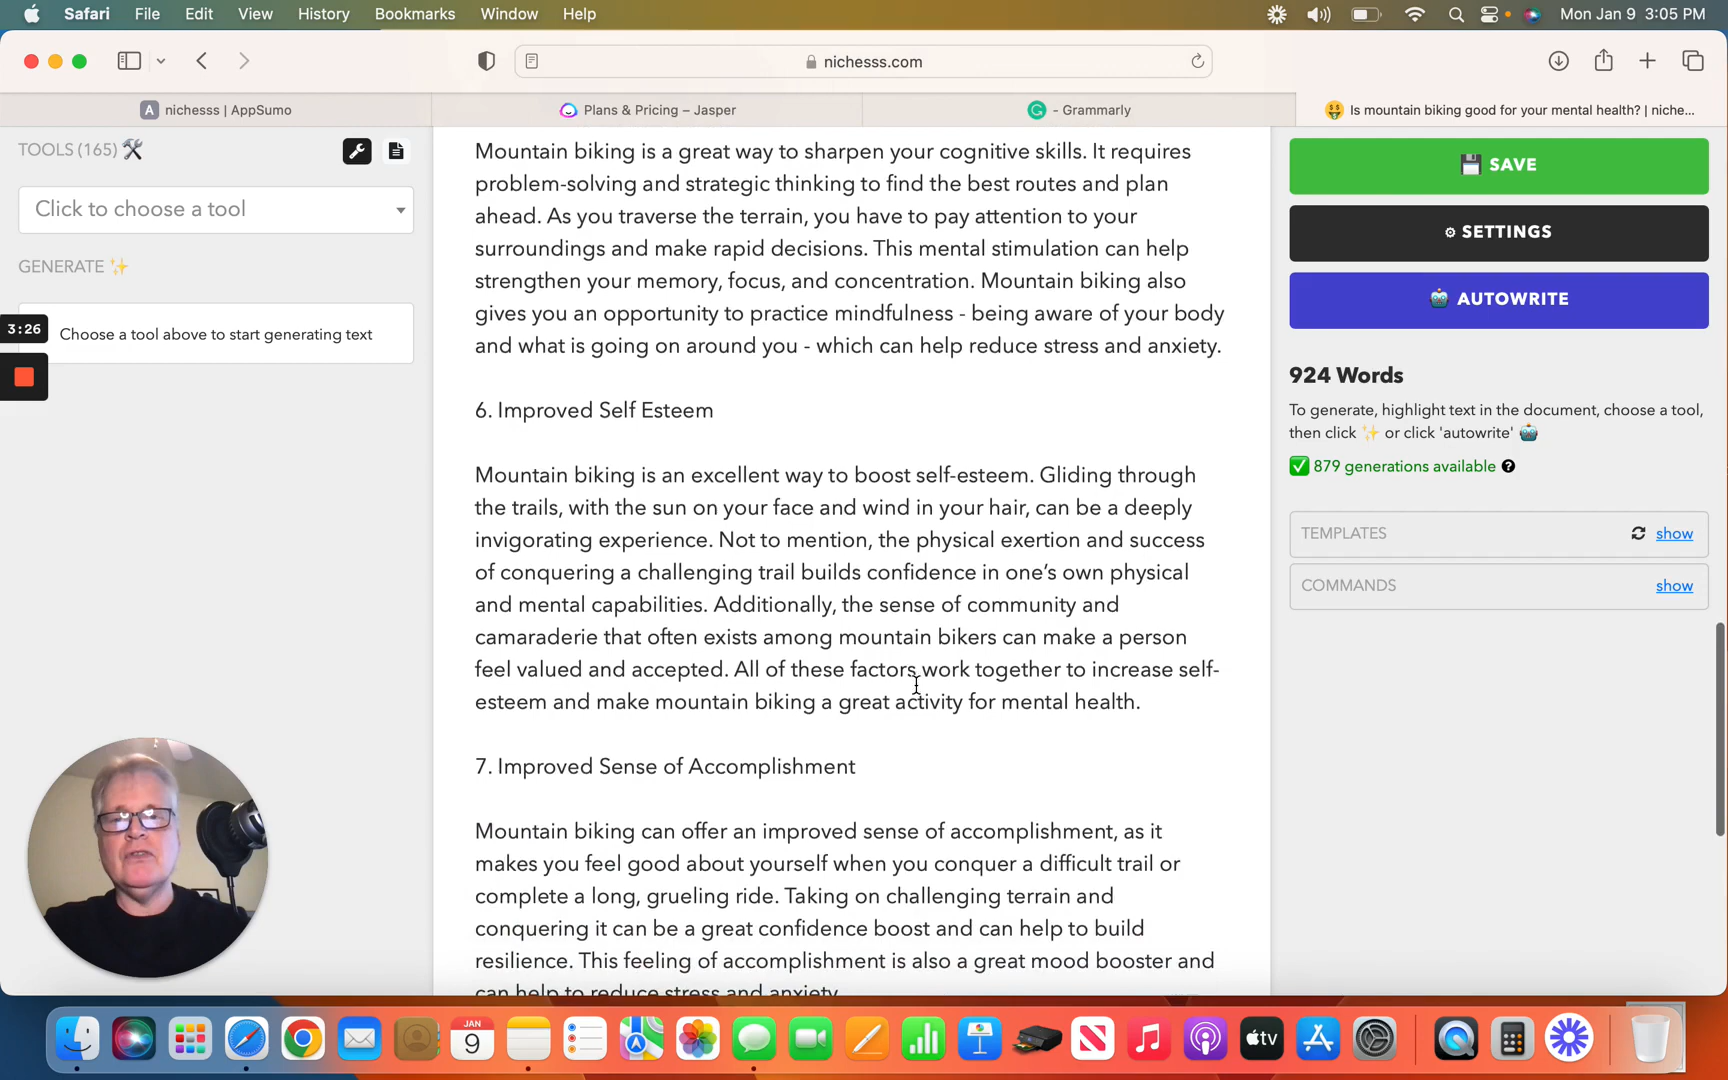 Safari File Edit View History Bookmarks Window Help Mon Jan 9 3:05 PM
nichesss.com
A nichesss | AppSumo
Plans & Pricing – Jasper
- Grammarly
Is mountain biking good for your mental health? | niche...
TOOLS (165)
Click to choose a tool
GENERATE
Choose a tool above to start generating text
3:26
Mountain biking is a great way to sharpen your cognitive skills. It requires
problem-solving and strategic thinking to find the best routes and plan
ahead. As you traverse the terrain, you have to pay attention to your
surroundings and make rapid decisions. This mental stimulation can help
strengthen your memory, focus, and concentration. Mountain biking also
gives you an opportunity to practice mindfulness - being aware of your body
and what is going on around you - which can help reduce stress and anxiety.
6. Improved Self Esteem
Mountain biking is an excellent way to boost self-esteem. Gliding through
the trails, with the sun on your face and wind in your hair, can be a deeply
invigorating experience. Not to mention, the physical exertion and success
of conquering a challenging trail builds confidence in one’s own physical
and mental capabilities. Additionally, the sense of community and
camaraderie that often exists among mountain bikers can make a person
feel valued and accepted. All of these factors work together to increase self-
esteem and make mountain biking a great activity for mental health.
7. Improved Sense of Accomplishment
Mountain biking can offer an improved sense of accomplishment, as it
makes you feel good about yourself when you conquer a difficult trail or
complete a long, grueling ride. Taking on challenging terrain and
conquering it can be a great confidence boost and can help to build
resilience. This feeling of accomplishment is also a great mood booster and
can help to reduce stress and anxiety.
SAVE
SETTINGS
AUTOWRITE
924 Words
To generate, highlight text in the document, choose a tool,
then click or click 'autowrite'
879 generations available ?
TEMPLATES show
COMMANDS show
JAN
9
tv